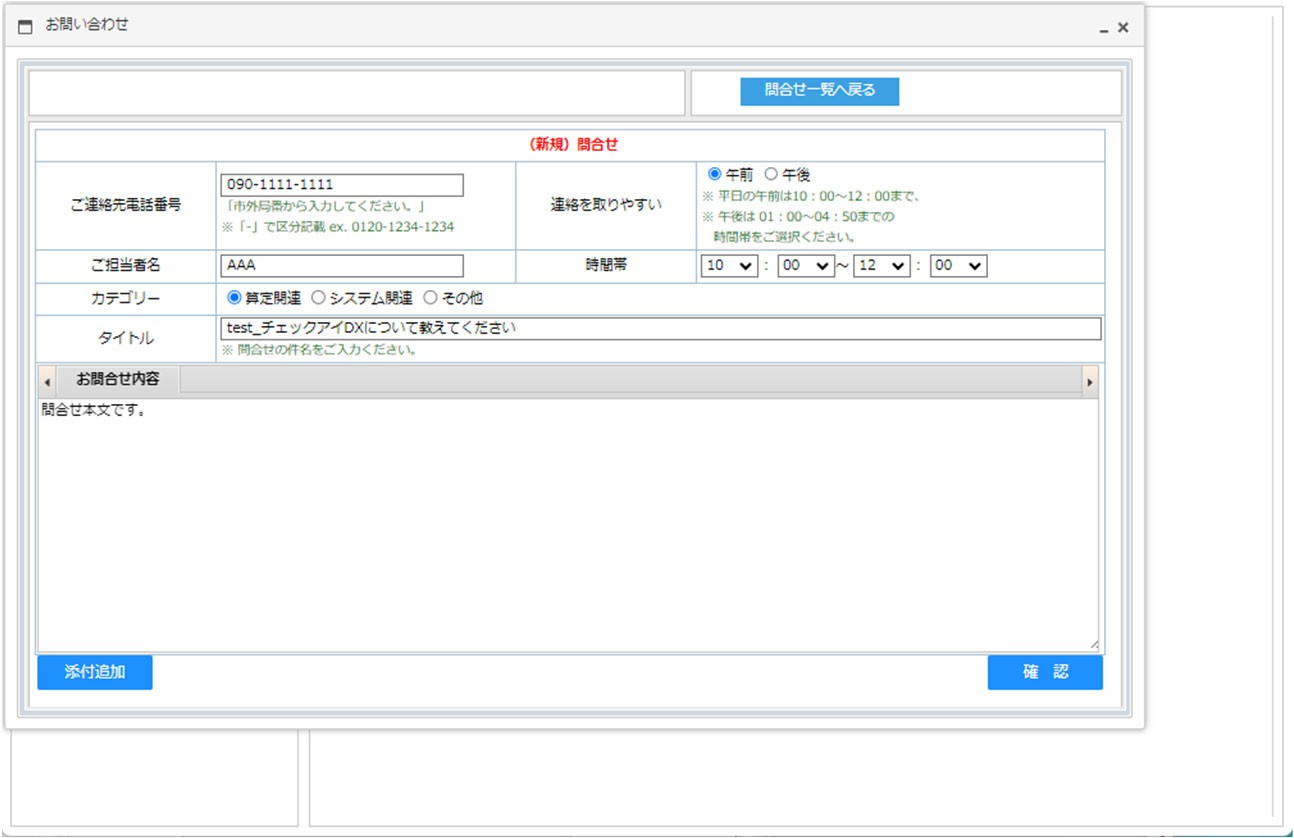 お問い合わせ
問合せ一覧へ戻る
（新規）問合せ
ご連絡先電話番号
090-1111-1111
「市外局番から入力してください。」
※「-」で区分記載 ex. 0120-1234-1234
連絡を取りやすい
午前 午後
※ 平日の午前は10：00～12：00まで、
※ 午後は 01：00～04：50までの
時間帯をご選択ください。
ご担当者名
AAA
時間帯
10 : 00 ～ 12 : 00
カテゴリー
算定関連 システム関連 その他
タイトル
test_チェックアイDXについて教えてください
※ 問合せの件名をご入力ください。
お問合せ内容
問合せ本文です。
添付追加
確 認